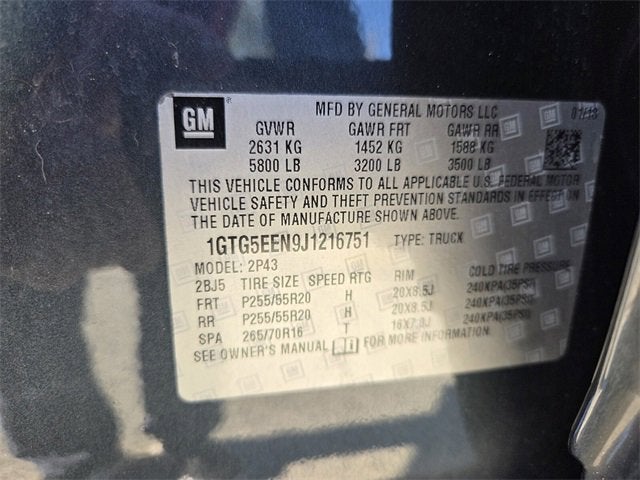 GM
MFD BY GENERAL MOTORS LLC 01/18
GVWR GAWR FRT GAWR RR
2631 KG 1452 KG 1588 KG
5800 LB 3200 LB 3500 LB
THIS VEHICLE CONFORMS TO ALL APPLICABLE U.S. FEDERAL MOTOR
VEHICLE SAFETY AND THEFT PREVENTION STANDARDS IN EFFECT ON
THE DATE OF MANUFACTURE SHOWN ABOVE.
1GTG5EEN9J1216751 TYPE: TRUCK
MODEL: 2P43
2BJ5 TIRE SIZE SPEED RTG RIM COLD TIRE PRESSURE
FRT P255/55R20 H 20X8.5J 240KPA(35PSI)
RR P255/55R20 H 20X8.5J 240KPA(35PSI)
SPA 265/70R16 T 16X7.0J 240KPA(35PSI)
SEE OWNER'S MANUAL FOR MORE INFORMATION.